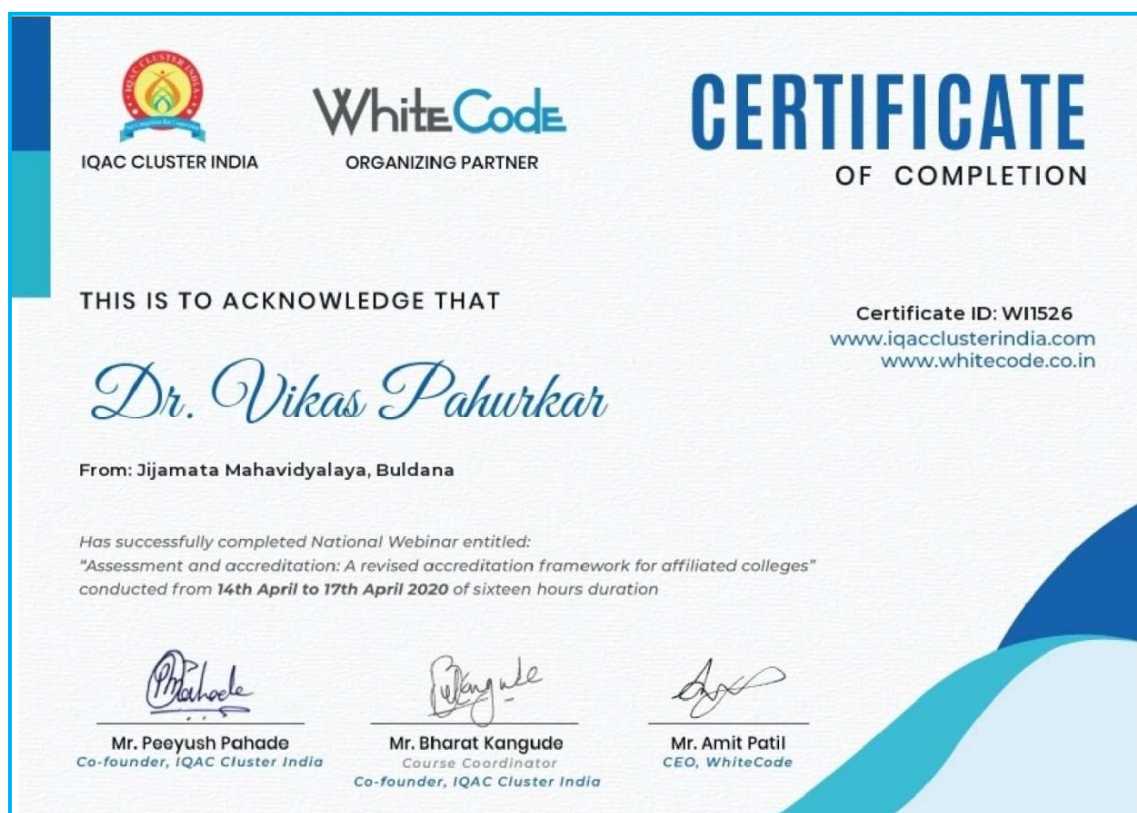 IQAC CLUSTER INDIA
IQAC CLUSTER INDIA
WhiteCode
ORGANIZING PARTNER
CERTIFICATE
OF COMPLETION
THIS IS TO ACKNOWLEDGE THAT
Certificate ID: WI1526
www.iqacclusterindia.com
www.whitecode.co.in
Dr. Vikas Pahurkar
From: Jijamata Mahavidyalaya, Buldana
Has successfully completed National Webinar entitled:
“Assessment and accreditation: A revised accreditation framework for affiliated colleges”
conducted from 14th April to 17th April 2020 of sixteen hours duration
Mr. Peeyush Pahade
Co-founder, IQAC Cluster India
Mr. Bharat Kangude
Course Coordinator
Co-founder, IQAC Cluster India
Mr. Amit Patil
CEO, WhiteCode